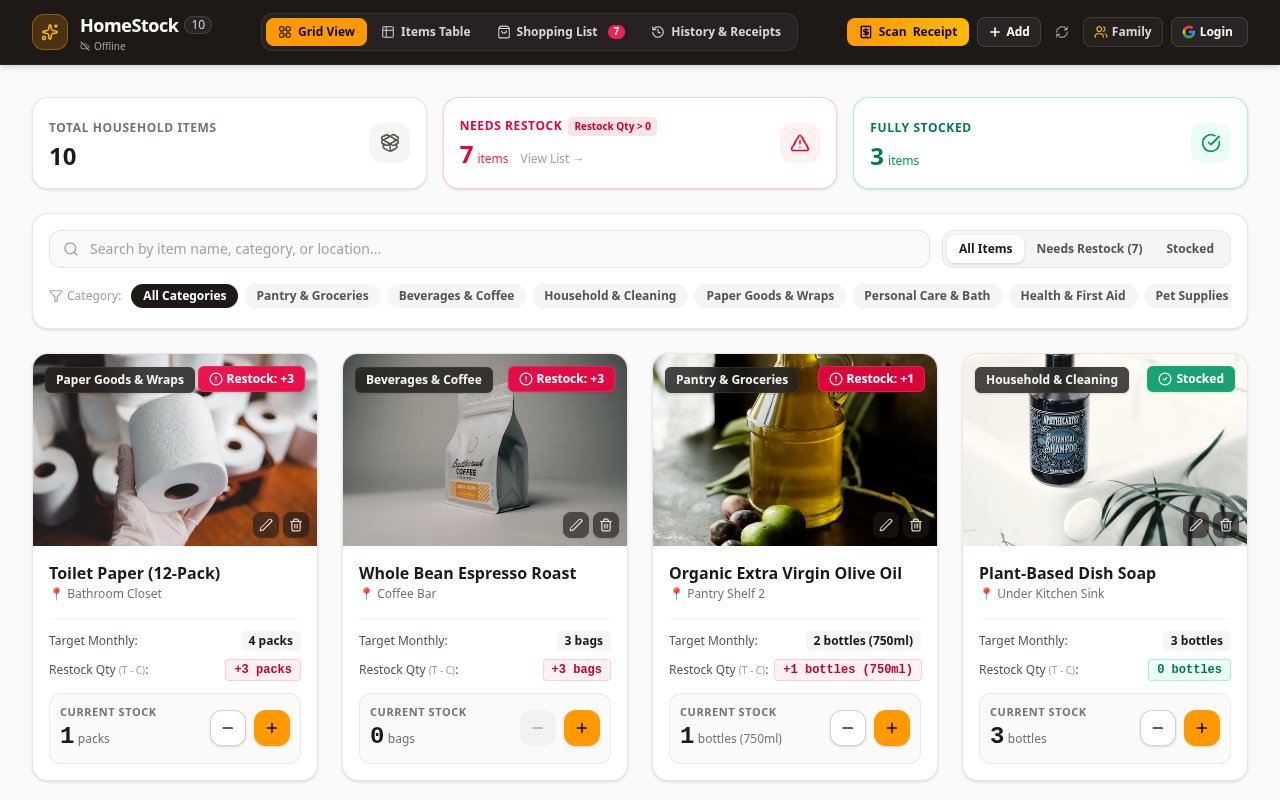 HomeStock 10
Offline
Grid View
Items Table
Shopping List 7
History & Receipts
Scan Receipt
Add
Family
Login
TOTAL HOUSEHOLD ITEMS
10
NEEDS RESTOCK Restock Qty > 0
7 items View List →
FULLY STOCKED
3 items
Search by item name, category, or location...
All Items Needs Restock (7) Stocked
Category: All Categories Pantry & Groceries Beverages & Coffee Household & Cleaning Paper Goods & Wraps Personal Care & Bath Health & First Aid Pet Supplies
Paper Goods & Wraps Restock: +3
Toilet Paper (12-Pack)
Bathroom Closet
Target Monthly: 4 packs
Restock Qty (T - C): +3 packs
CURRENT STOCK
1 packs
Beverages & Coffee Restock: +3
COFFEE
Whole Bean Espresso Roast
Coffee Bar
Target Monthly: 3 bags
Restock Qty (T - C): +3 bags
CURRENT STOCK
0 bags
Pantry & Groceries Restock: +1
Organic Extra Virgin Olive Oil
Pantry Shelf 2
Target Monthly: 2 bottles (750ml)
Restock Qty (T - C): +1 bottles (750ml)
CURRENT STOCK
1 bottles (750ml)
Household & Cleaning Stocked
BOTANICAL
SHAMPOO
Plant-Based Dish Soap
Under Kitchen Sink
Target Monthly: 3 bottles
Restock Qty (T - C): 0 bottles
CURRENT STOCK
3 bottles